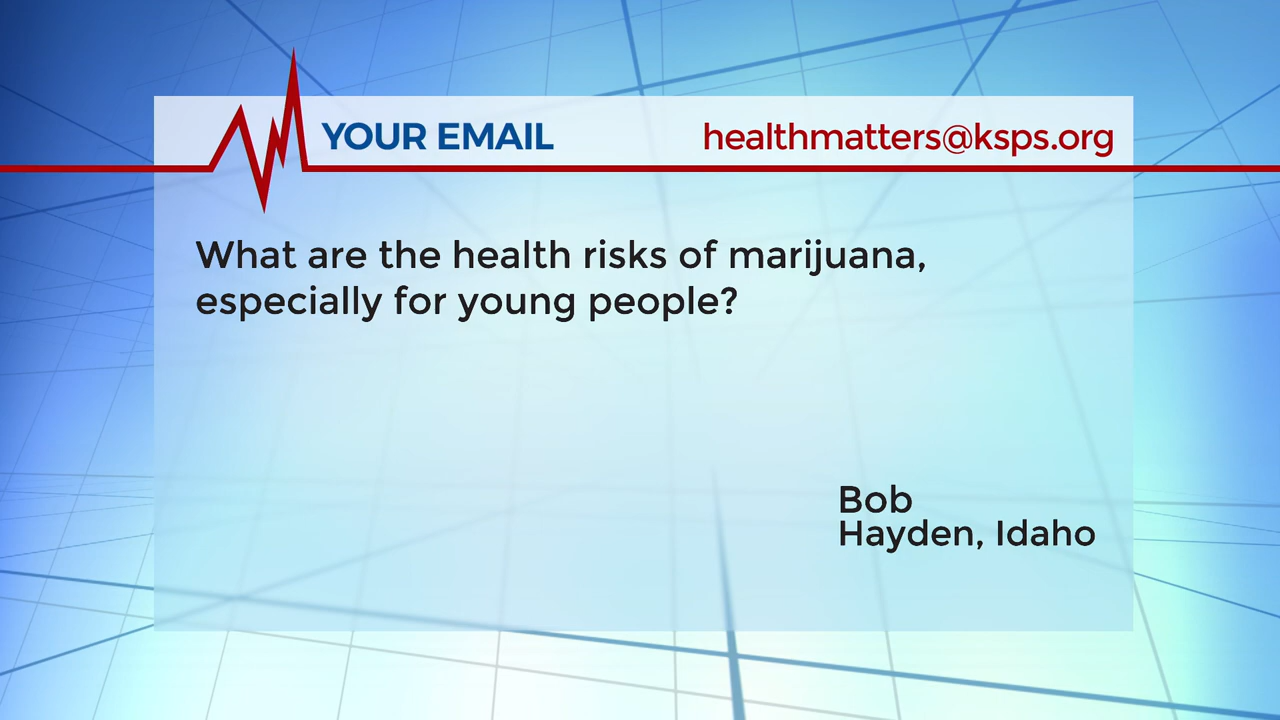 YOUR EMAIL healthmatters@ksps.org
What are the health risks of marijuana,
especially for young people?
Bob
Hayden, Idaho